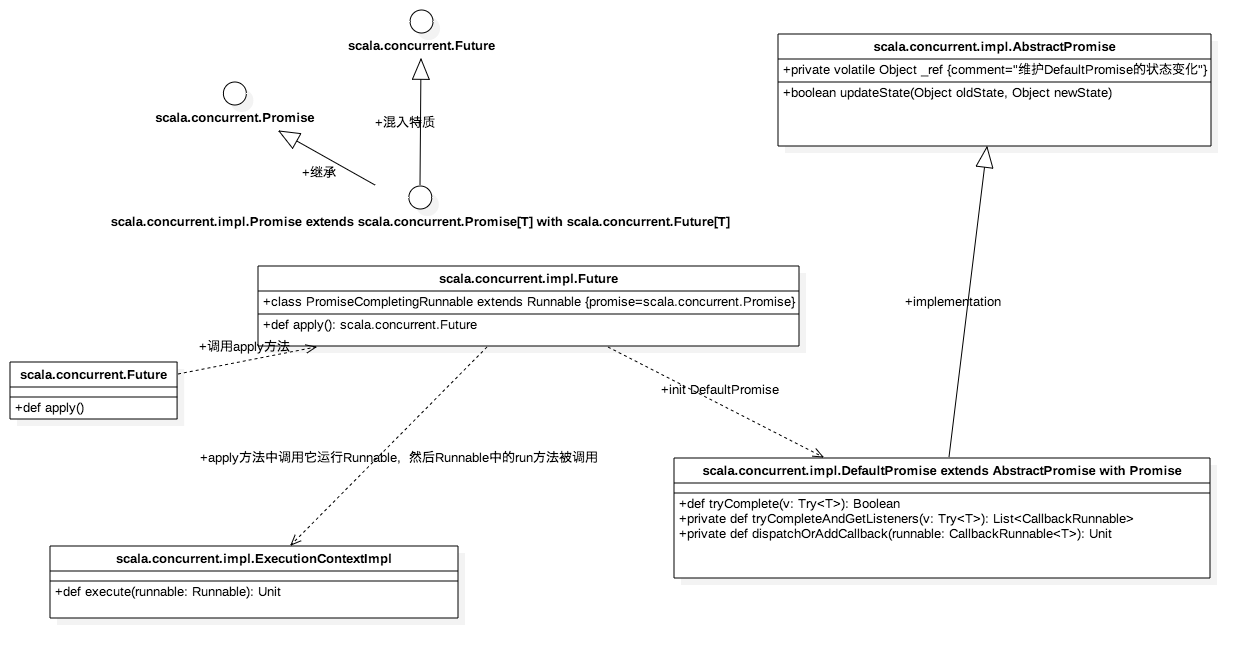 scala.concurrent.Future
scala.concurrent.impl.AbstractPromise
+private volatile Object _ref {comment="维护DefaultPromise的状态变化"}
+boolean updateState(Object oldState, Object newState)
scala.concurrent.Promise
+混入特质
+继承
scala.concurrent.impl.Promise extends scala.concurrent.Promise[T] with scala.concurrent.Future[T]
scala.concurrent.impl.Future
+class PromiseCompletingRunnable extends Runnable {promise=scala.concurrent.Promise}
+def apply(): scala.concurrent.Future
+implementation
+调用apply方法
scala.concurrent.Future
+def apply()
+init DefaultPromise
+apply方法中调用它运行Runnable，然后Runnable中的run方法被调用
scala.concurrent.impl.DefaultPromise extends AbstractPromise with Promise
+def tryComplete(v: Try<T>): Boolean
+private def tryCompleteAndGetListeners(v: Try<T>): List<CallbackRunnable>
+private def dispatchOrAddCallback(runnable: CallbackRunnable<T>): Unit
scala.concurrent.impl.ExecutionContextImpl
+def execute(runnable: Runnable): Unit